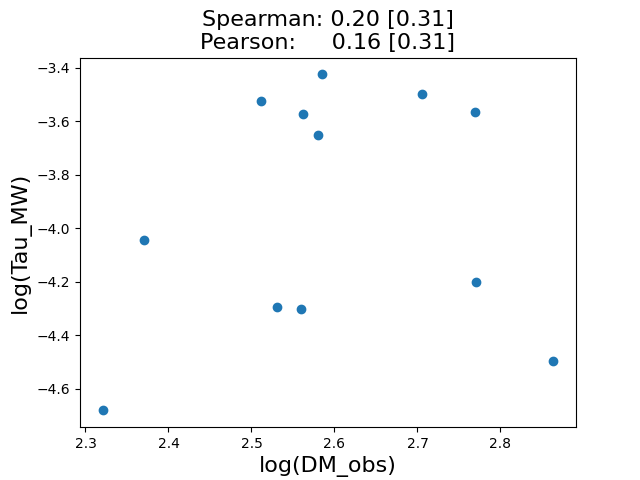 Spearman: 0.20 [0.31]
Pearson: 0.16 [0.31]
−3.4
−3.6
−3.8
−4.0
−4.2
−4.4
−4.6
log(Tau_MW)
2.3 2.4 2.5 2.6 2.7 2.8
log(DM_obs)